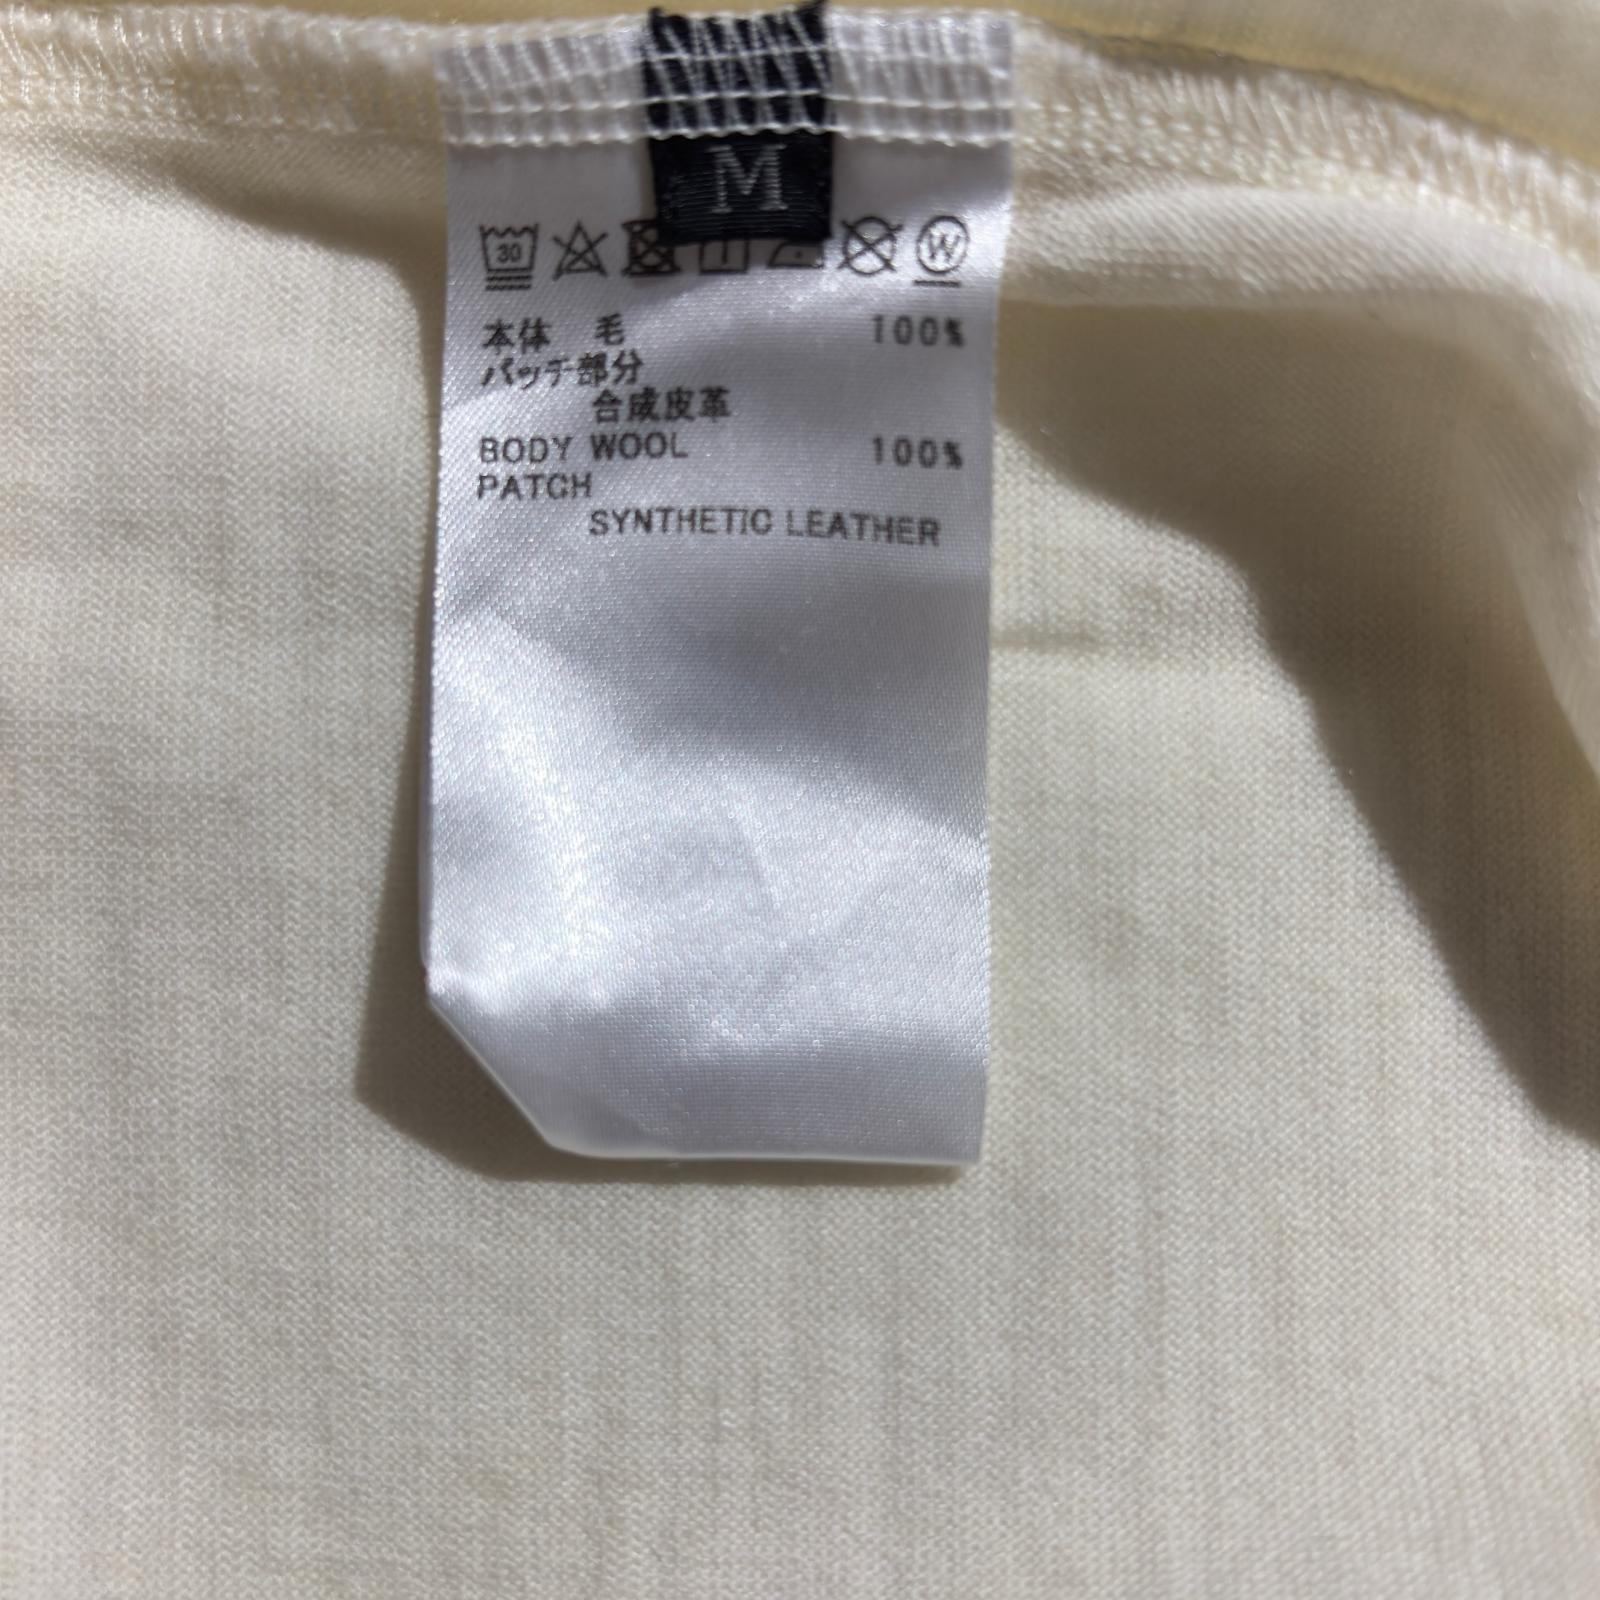 M
30
W
本体 毛 100%
パッチ部分
合成皮革
BODY WOOL 100%
PATCH
SYNTHETIC LEATHER